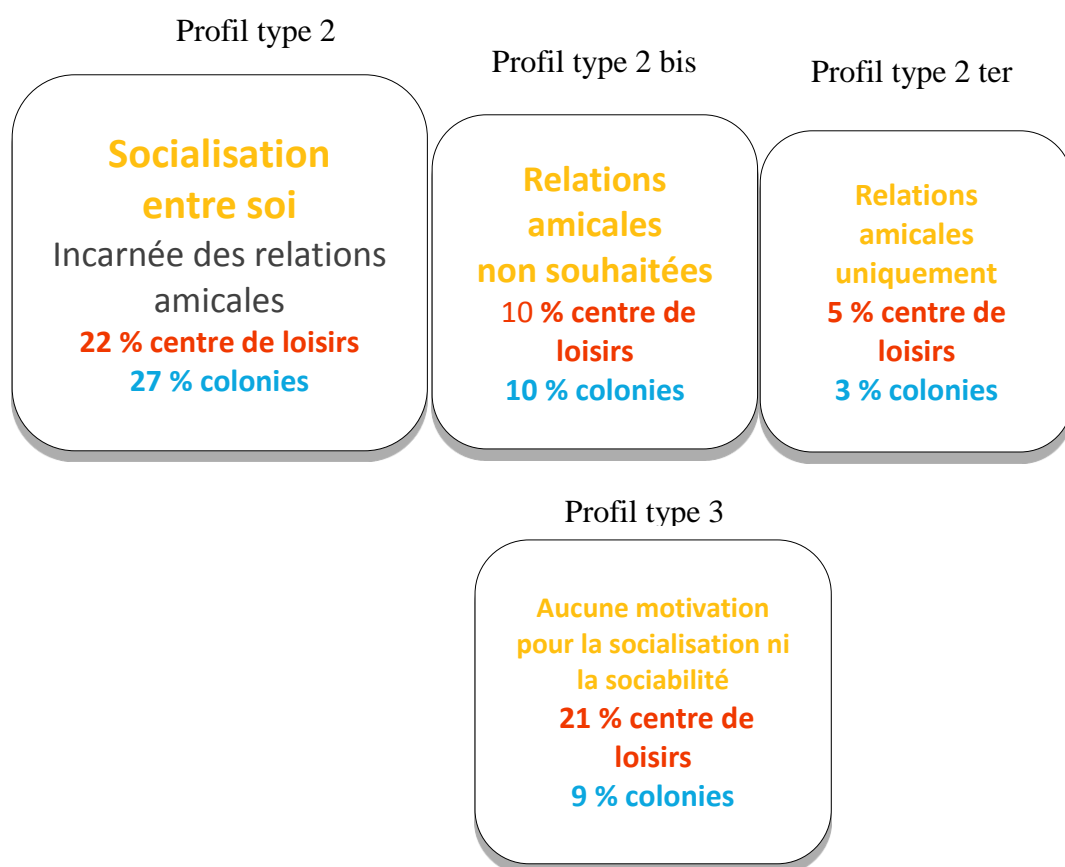 Profil type 2
Socialisation
entre soi
Incarnée des relations
amicales
22 % centre de loisirs
27 % colonies
Profil type 2 bis
Relations
amicales
non souhaitées
10 % centre de
loisirs
10 % colonies
Profil type 2 ter
Relations
amicales
uniquement
5 % centre de
loisirs
3 % colonies
Profil type 3
Aucune motivation
pour la socialisation ni
la sociabilité
21 % centre de
loisirs
9 % colonies